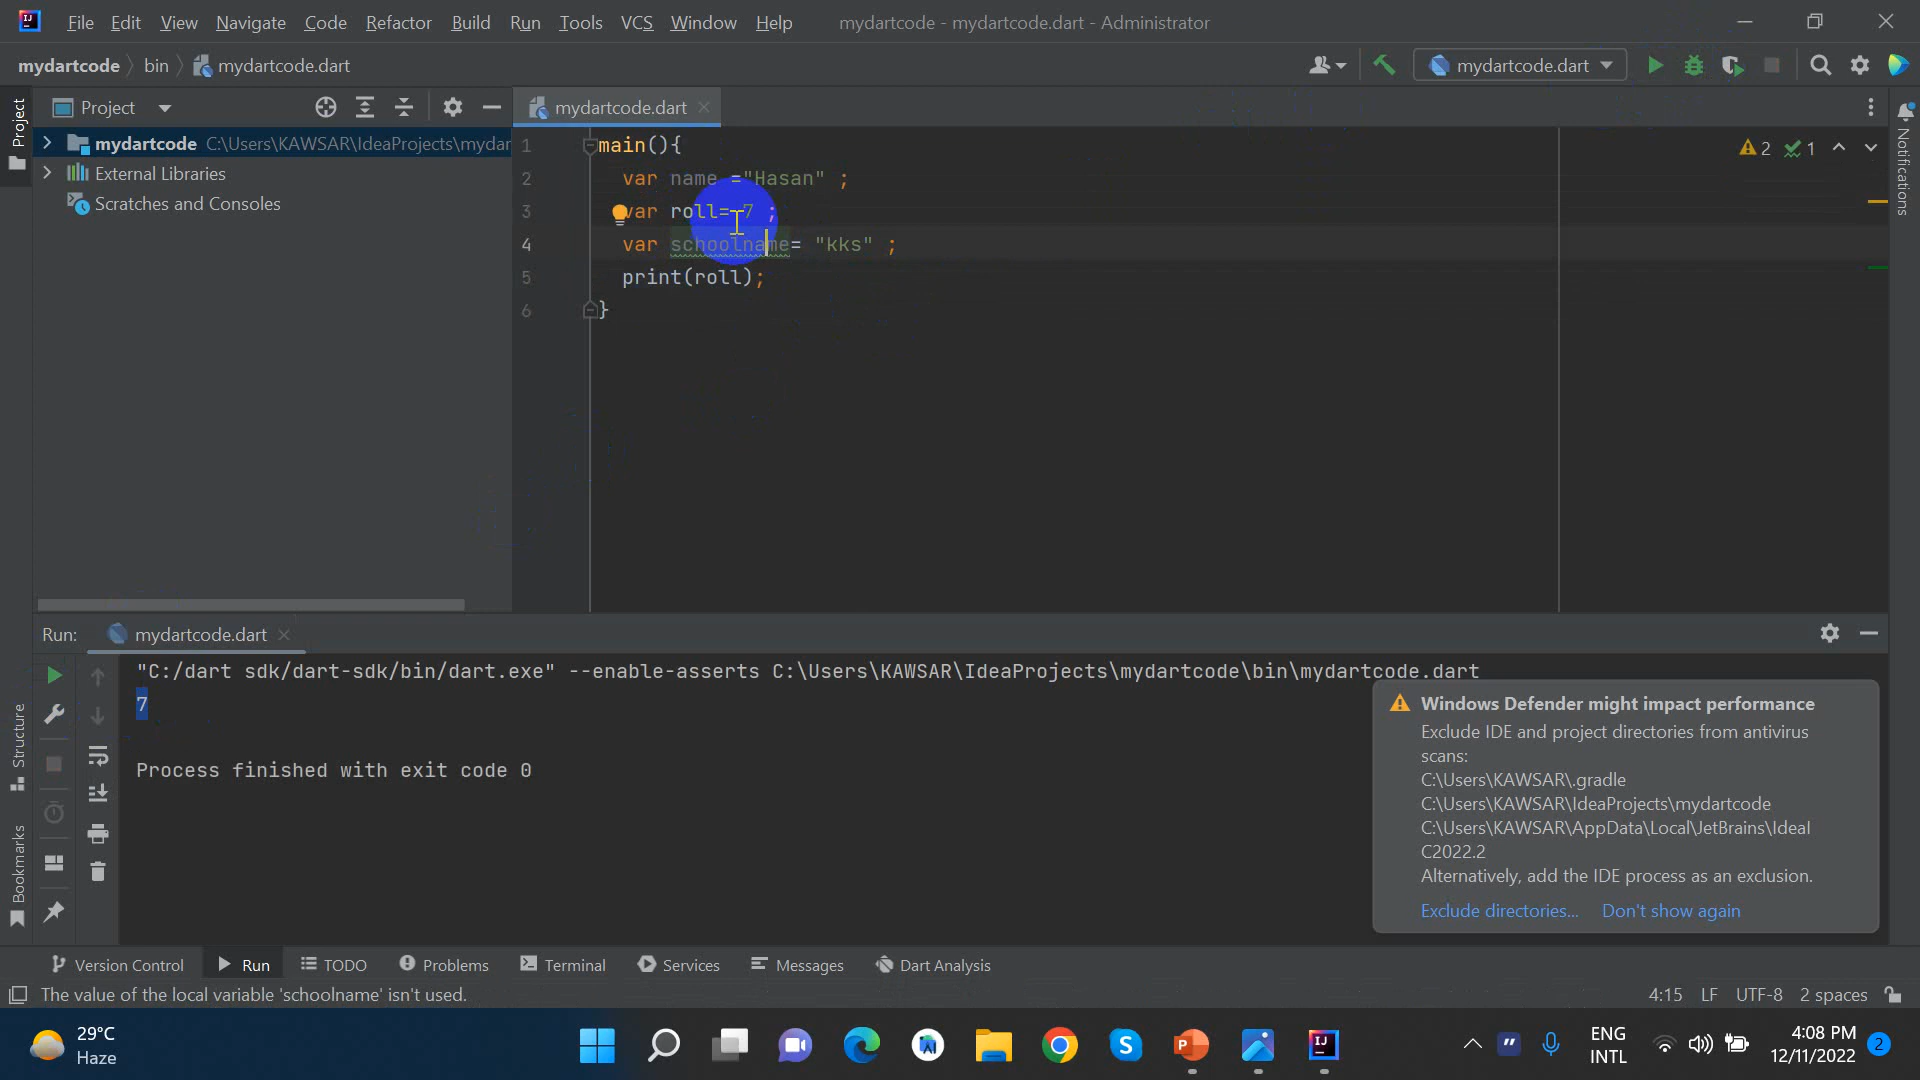 File Edit View Navigate Code Refactor Build Run Tools VCS Window Help mydartcode - mydartcode.dart - Administrator
mydartcode bin mydartcode.dart
mydartcode.dart
Project
Project
mydartcode.dart
Notifications
mydartcode C:\Users\KAWSAR\IdeaProjects\mydar
External Libraries
Scratches and Consoles
2 1
1 main(){
2 var name ="Hasan" ;
3 var roll= 7 ;
4 var schoolname= "kks" ;
5 print(roll);
6 }
Run: mydartcode.dart
"C:/dart sdk/dart-sdk/bin/dart.exe" --enable-asserts C:\Users\KAWSAR\IdeaProjects\mydartcode\bin\mydartcode.dart
7
Process finished with exit code 0
Structure
Bookmarks
Windows Defender might impact performance
Exclude IDE and project directories from antivirus
scans:
C:\Users\KAWSAR\.gradle
C:\Users\KAWSAR\IdeaProjects\mydartcode
C:\Users\KAWSAR\AppData\Local\JetBrains\IdeaI
C2022.2
Alternatively, add the IDE process as an exclusion.
Exclude directories... Don't show again
Version Control Run TODO Problems Terminal Services Messages Dart Analysis
The value of the local variable 'schoolname' isn't used.
4:15 LF UTF-8 2 spaces
29°C
Haze
ENG
INTL
4:08 PM
12/11/2022
2